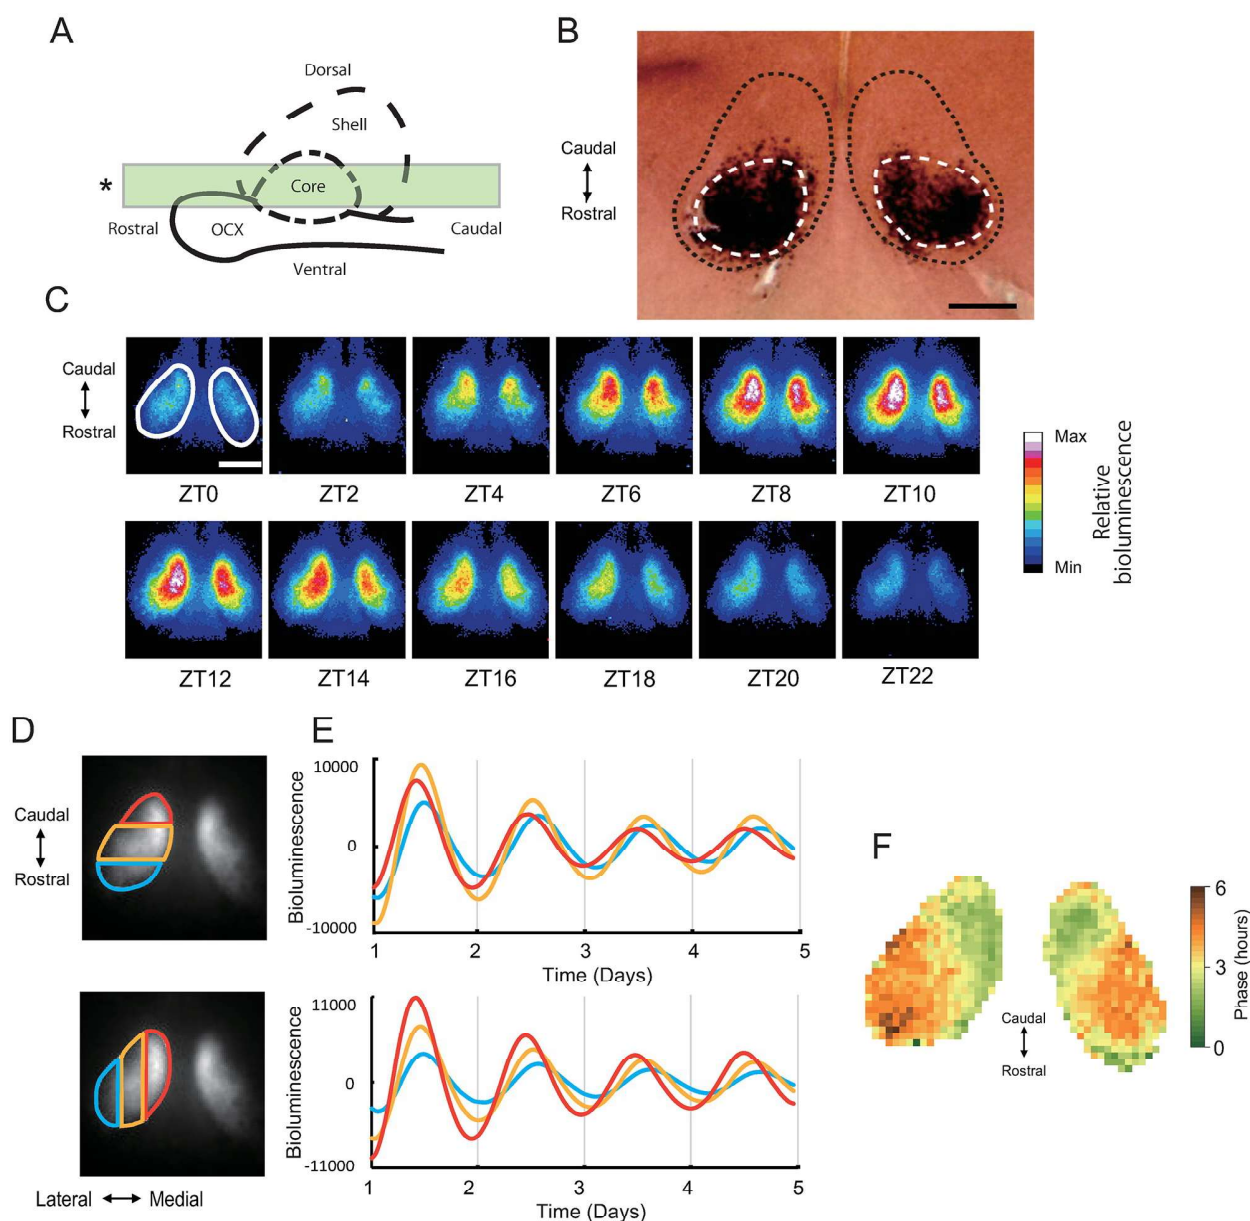 A
Dorsal
Shell
Core
*
Rostral
OCX
Caudal
Ventral
B
Caudal
Rostral
C
Caudal
Rostral
ZT0
ZT2
ZT4
ZT6
ZT8
ZT10
ZT12
ZT14
ZT16
ZT18
ZT20
ZT22
Max
Min
Relative
bioluminescence
D
Caudal
Rostral
Lateral
Medial
E
Bioluminescence
10000
0
-10000
1
2
3
4
5
Time (Days)
Bioluminescence
11000
0
-11000
1
2
3
4
5
Time (Days)
F
Caudal
Rostral
6
3
0
Phase (hours)